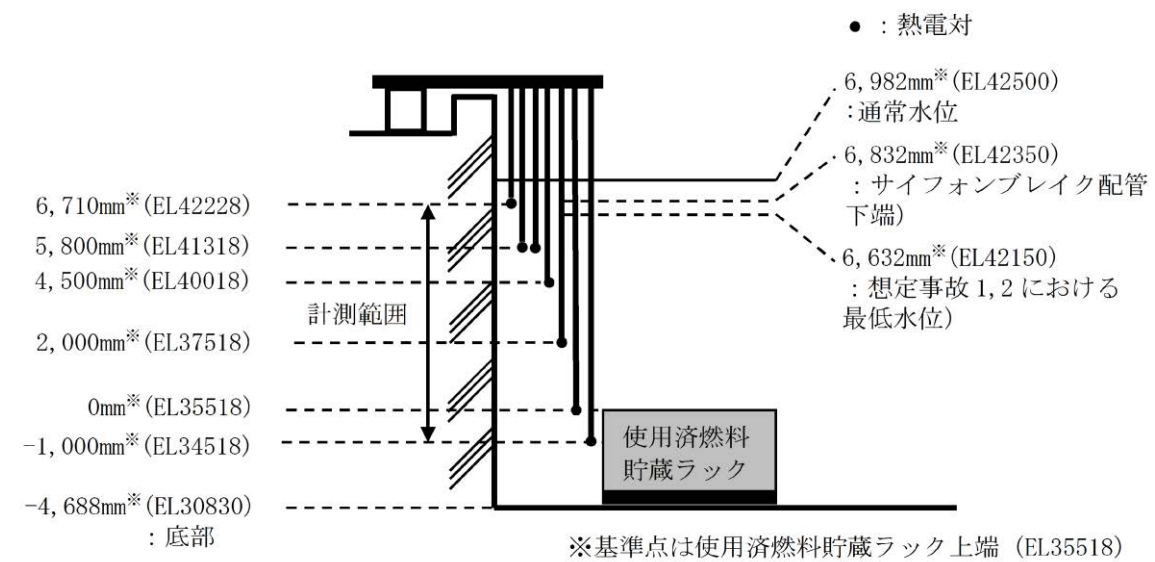 ● : 熱電対
6,982mm※(EL42500)
:通常水位
6,832mm※(EL42350)
:サイフォンブレイク配管
下端)
6,632mm※(EL42150)
:想定事故1,2における
最低水位)
6,710mm※(EL42228)
5,800mm※(EL41318)
4,500mm※(EL40018)
計測範囲
2,000mm※(EL37518)
0mm※(EL35518)
-1,000mm※(EL34518)
使用済燃料
貯蔵ラック
-4,688mm※(EL30830)
:底部
※基準点は使用済燃料貯蔵ラック上端 (EL35518)